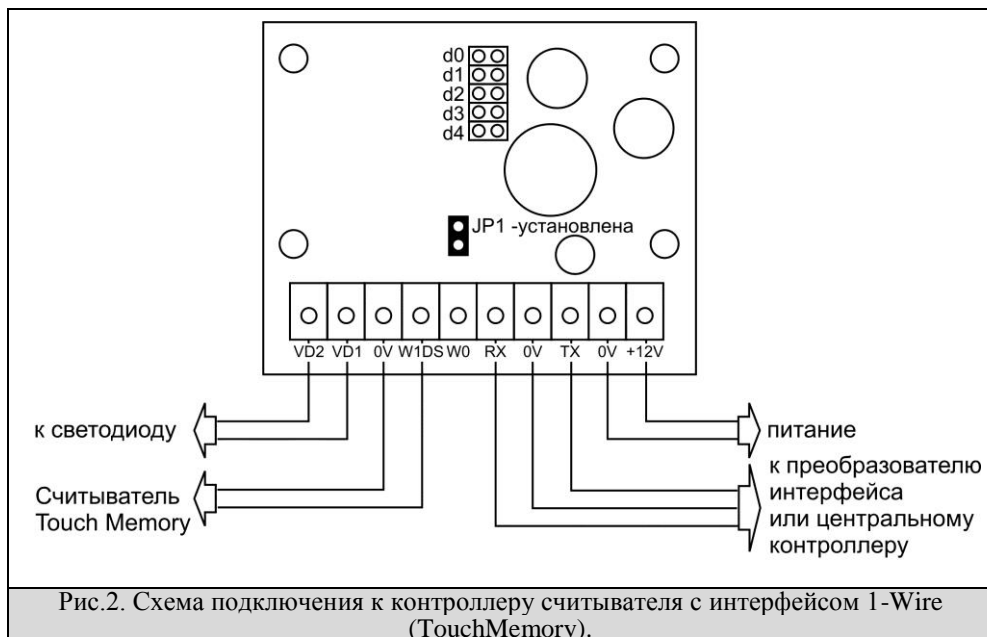 d0
d1
d2
d3
d4
JP1 -установлена
VD2 VD1 0V W1DS W0 RX 0V TX 0V +12V
к светодиоду
Считыватель
Touch Memory
питание
к преобразователю
интерфейса
или центральному
контроллеру
Рис.2. Схема подключения к контроллеру считывателя с интерфейсом 1-Wire
(TouchMemory).